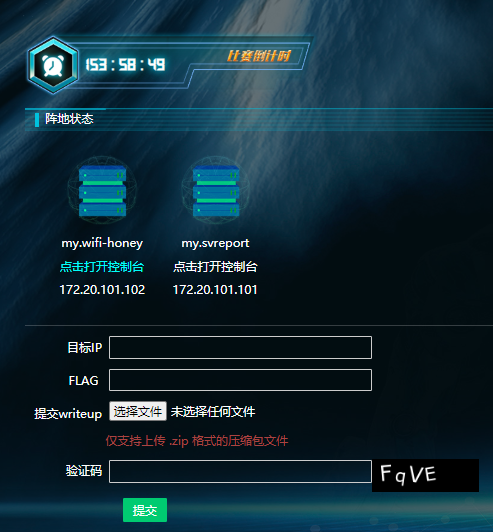 153:58:49
比赛倒计时
阵地状态
my.wifi-honey
my.svreport
点击打开控制台
点击打开控制台
172.20.101.102
172.20.101.101
目标IP
FLAG
提交writeup
选择文件 未选择任何文件
仅支持上传 .zip 格式的压缩包文件
验证码
FqVE
提交